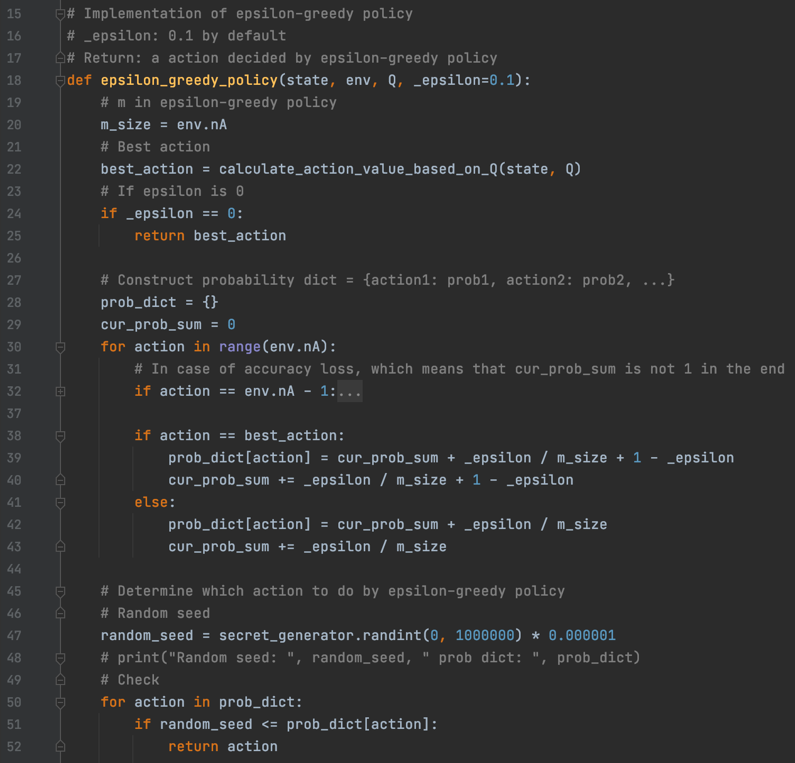 15 # Implementation of epsilon-greedy policy
16 # _epsilon: 0.1 by default
17 # Return: a action decided by epsilon-greedy policy
18 def epsilon_greedy_policy(state, env, Q, _epsilon=0.1):
19     # m in epsilon-greedy policy
20     m_size = env.nA
21     # Best action
22     best_action = calculate_action_value_based_on_Q(state, Q)
23     # If epsilon is 0
24     if _epsilon == 0:
25         return best_action
26
27     # Construct probability dict = {action1: prob1, action2: prob2, ...}
28     prob_dict = {}
29     cur_prob_sum = 0
30     for action in range(env.nA):
31         # In case of accuracy loss, which means that cur_prob_sum is not 1 in the end
32         if action == env.nA - 1:...
37
38         if action == best_action:
39             prob_dict[action] = cur_prob_sum + _epsilon / m_size + 1 - _epsilon
40             cur_prob_sum += _epsilon / m_size + 1 - _epsilon
41         else:
42             prob_dict[action] = cur_prob_sum + _epsilon / m_size
43             cur_prob_sum += _epsilon / m_size
44
45     # Determine which action to do by epsilon-greedy policy
46     # Random seed
47     random_seed = secret_generator.randint(0, 1000000) * 0.000001
48     # print("Random seed: ", random_seed, " prob dict: ", prob_dict)
49     # Check
50     for action in prob_dict:
51         if random_seed <= prob_dict[action]:
52             return action